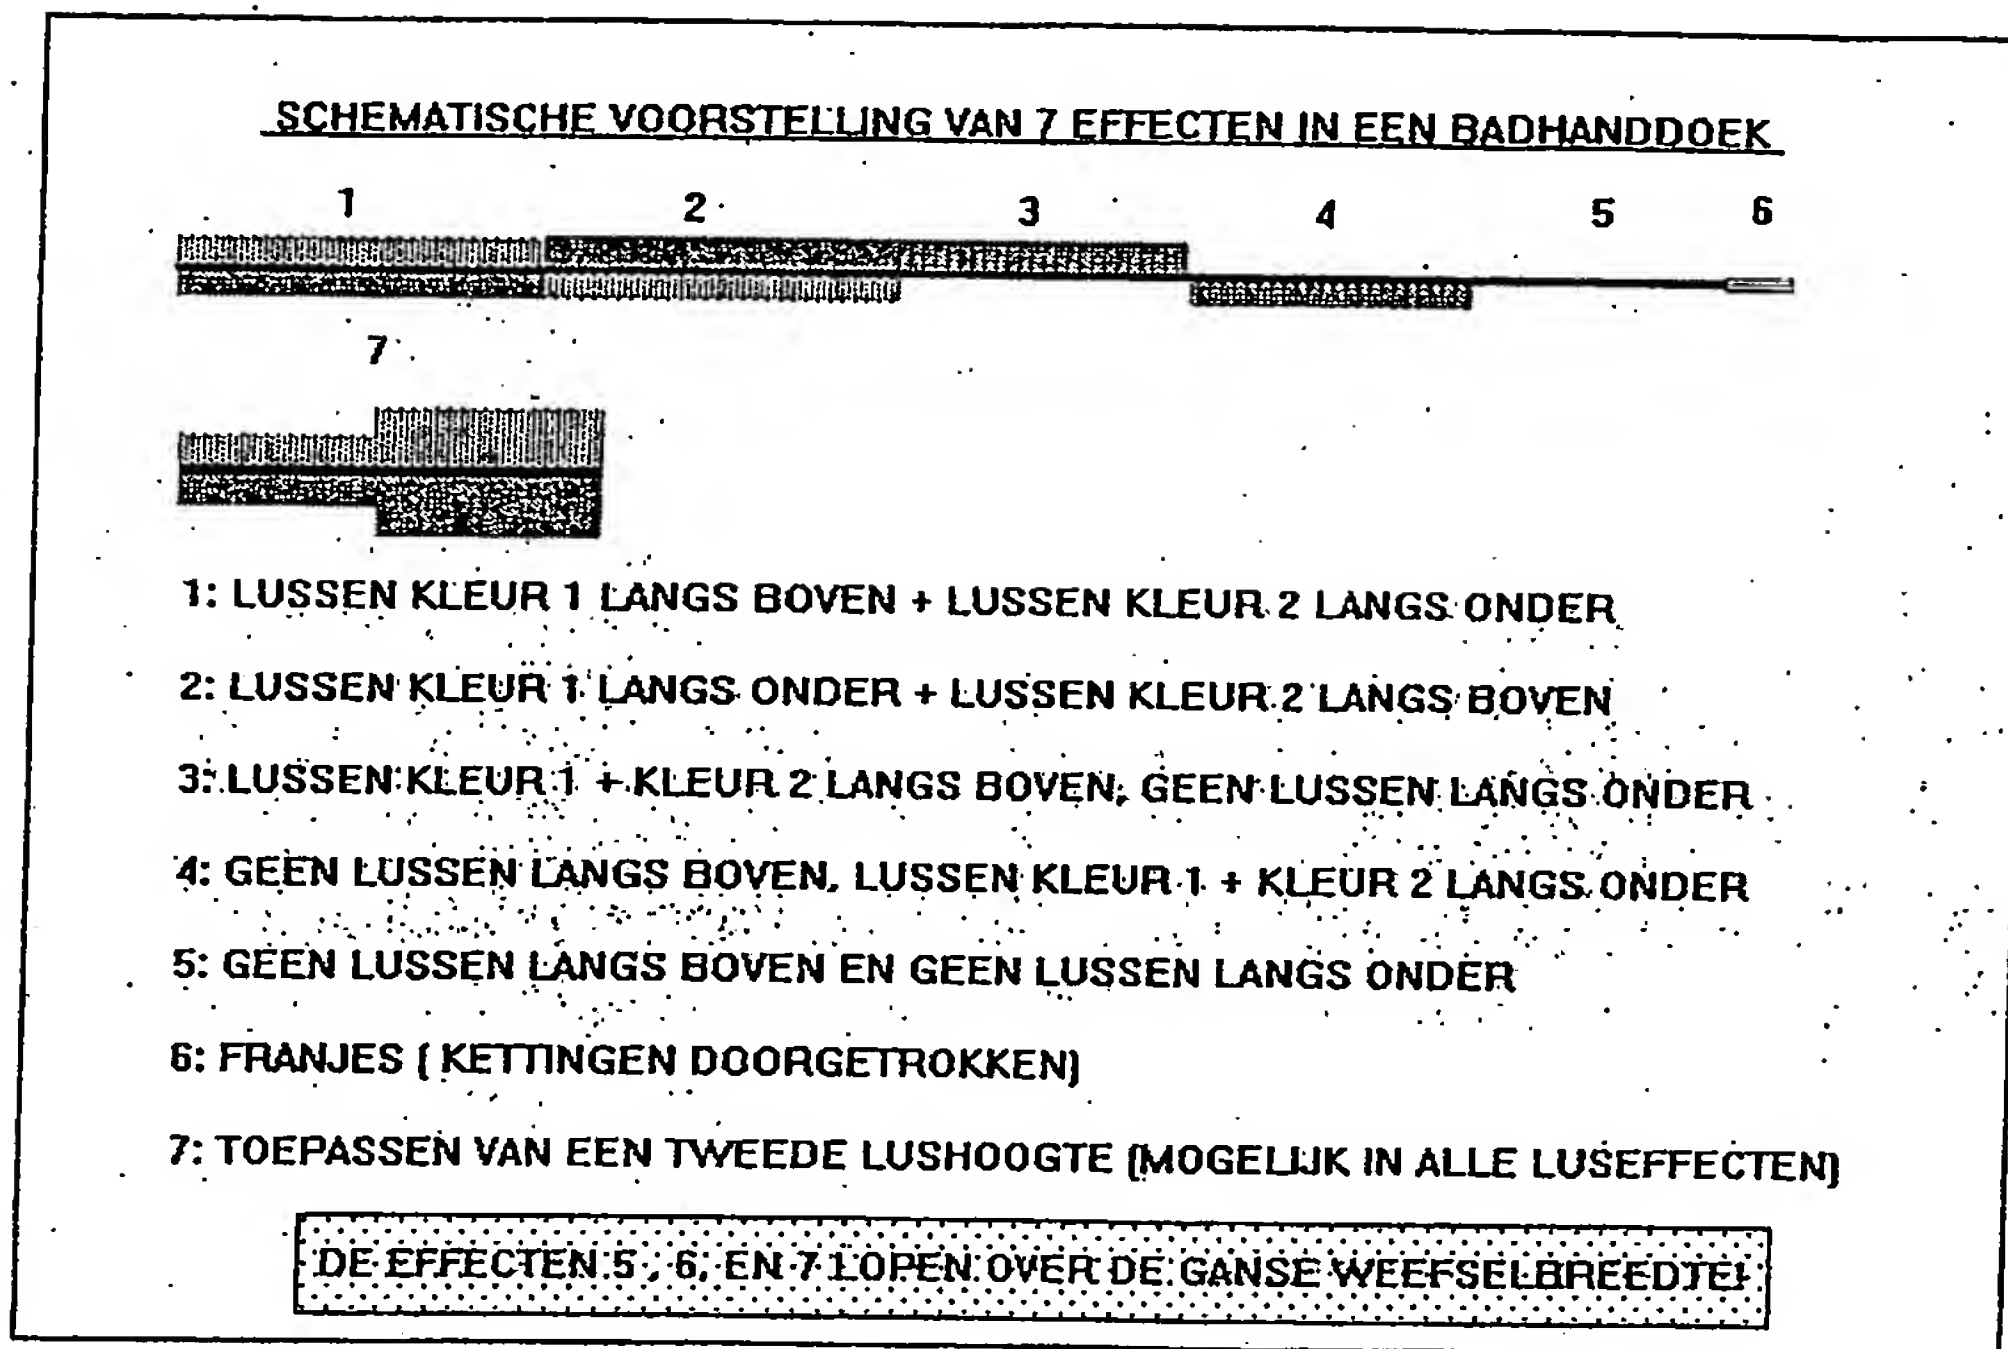 SCHEMATISCHE VOORSTELLING VAN 7 EFFECTEN IN EEN BADHANDDOEK
1 2 3 4 5 6
7
1: LUSSEN KLEUR 1 LANGS BOVEN + LUSSEN KLEUR 2 LANGS ONDER
2: LUSSEN KLEUR 1 LANGS ONDER + LUSSEN KLEUR 2 LANGS BOVEN
3: LUSSEN KLEUR 1 + KLEUR 2 LANGS BOVEN, GEEN LUSSEN LANGS ONDER
4: GEEN LUSSEN LANGS BOVEN, LUSSEN KLEUR 1 + KLEUR 2 LANGS ONDER
5: GEEN LUSSEN LANGS BOVEN EN GEEN LUSSEN LANGS ONDER
6: FRANJES ( KETTINGEN DOORGETROKKEN)
7: TOEPASSEN VAN EEN TWEEDE LUSHOOGTE (MOGELIJK IN ALLE LUSEFFECTEN)
DE EFFECTEN 5 , 6, EN 7 LOPEN OVER DE GANSE WEEFSELBREEDTE!